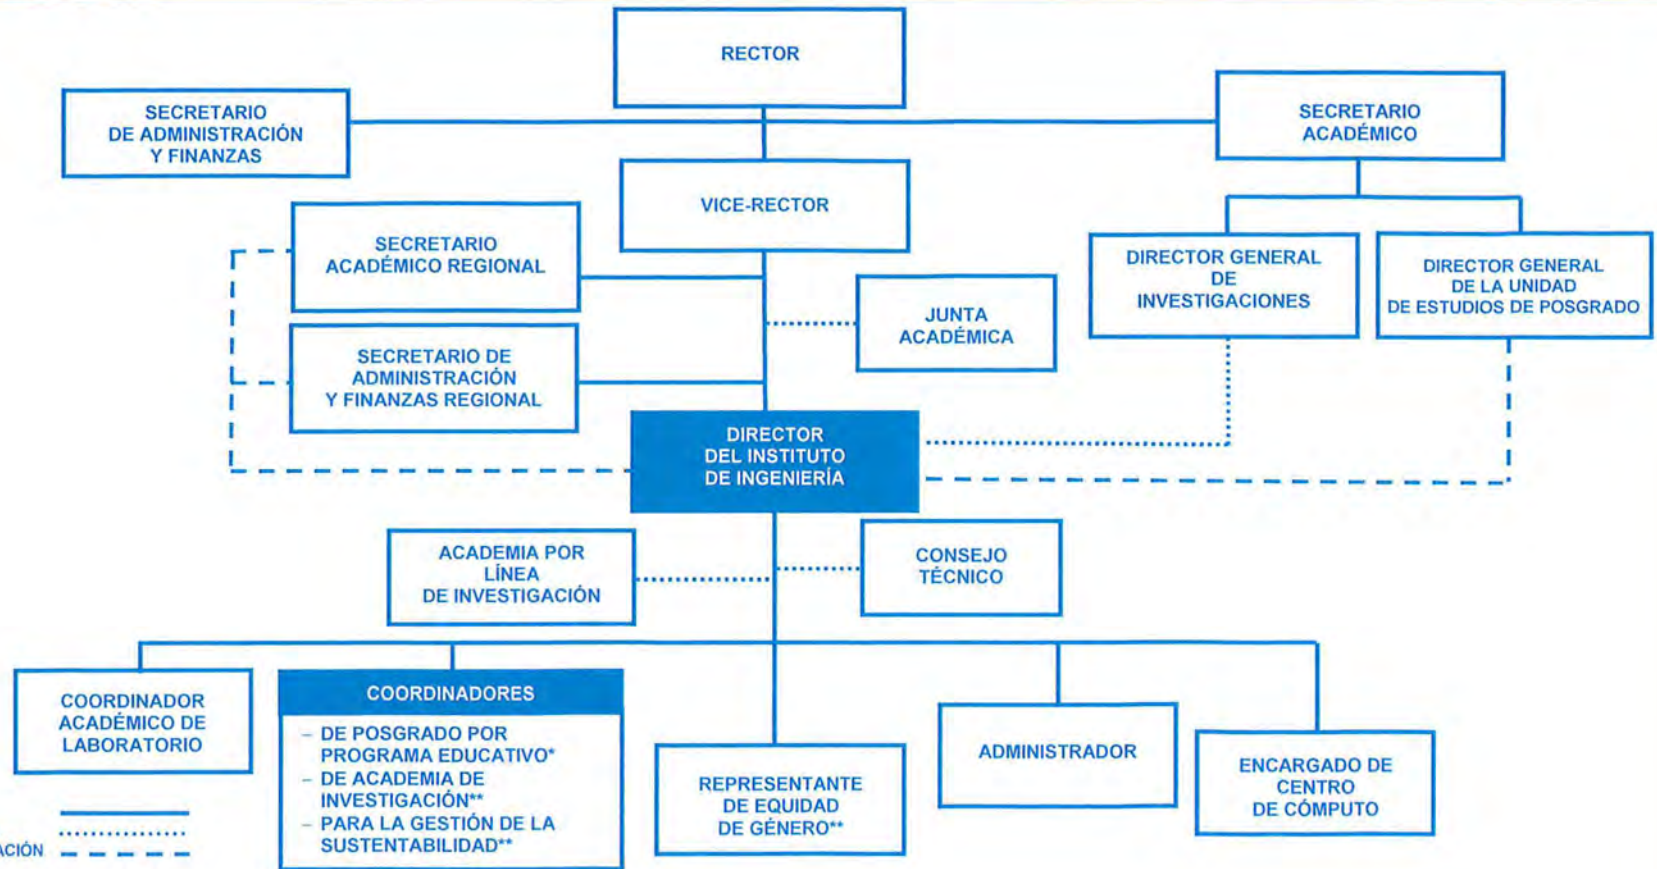 RECTOR
SECRETARIO
DE ADMINISTRACIÓN
Y FINANZAS
SECRETARIO
ACADÉMICO
VICE-RECTOR
SECRETARIO
ACADÉMICO REGIONAL
DIRECTOR GENERAL
DE
INVESTIGACIONES
DIRECTOR GENERAL
DE LA UNIDAD
DE ESTUDIOS DE POSGRADO
JUNTA
ACADÉMICA
SECRETARIO DE
ADMINISTRACIÓN
Y FINANZAS REGIONAL
DIRECTOR
DEL INSTITUTO
DE INGENIERÍA
ACADEMIA POR
LÍNEA
DE INVESTIGACIÓN
CONSEJO
TÉCNICO
COORDINADOR
ACADÉMICO DE
LABORATORIO
COORDINADORES
– DE POSGRADO POR
PROGRAMA EDUCATIVO*
– DE ACADEMIA DE
INVESTIGACIÓN**
– PARA LA GESTIÓN DE LA
SUSTENTABILIDAD**
REPRESENTANTE
DE EQUIDAD
DE GÉNERO**
ADMINISTRADOR
ENCARGADO DE
CENTRO
DE CÓMPUTO
ACIÓN